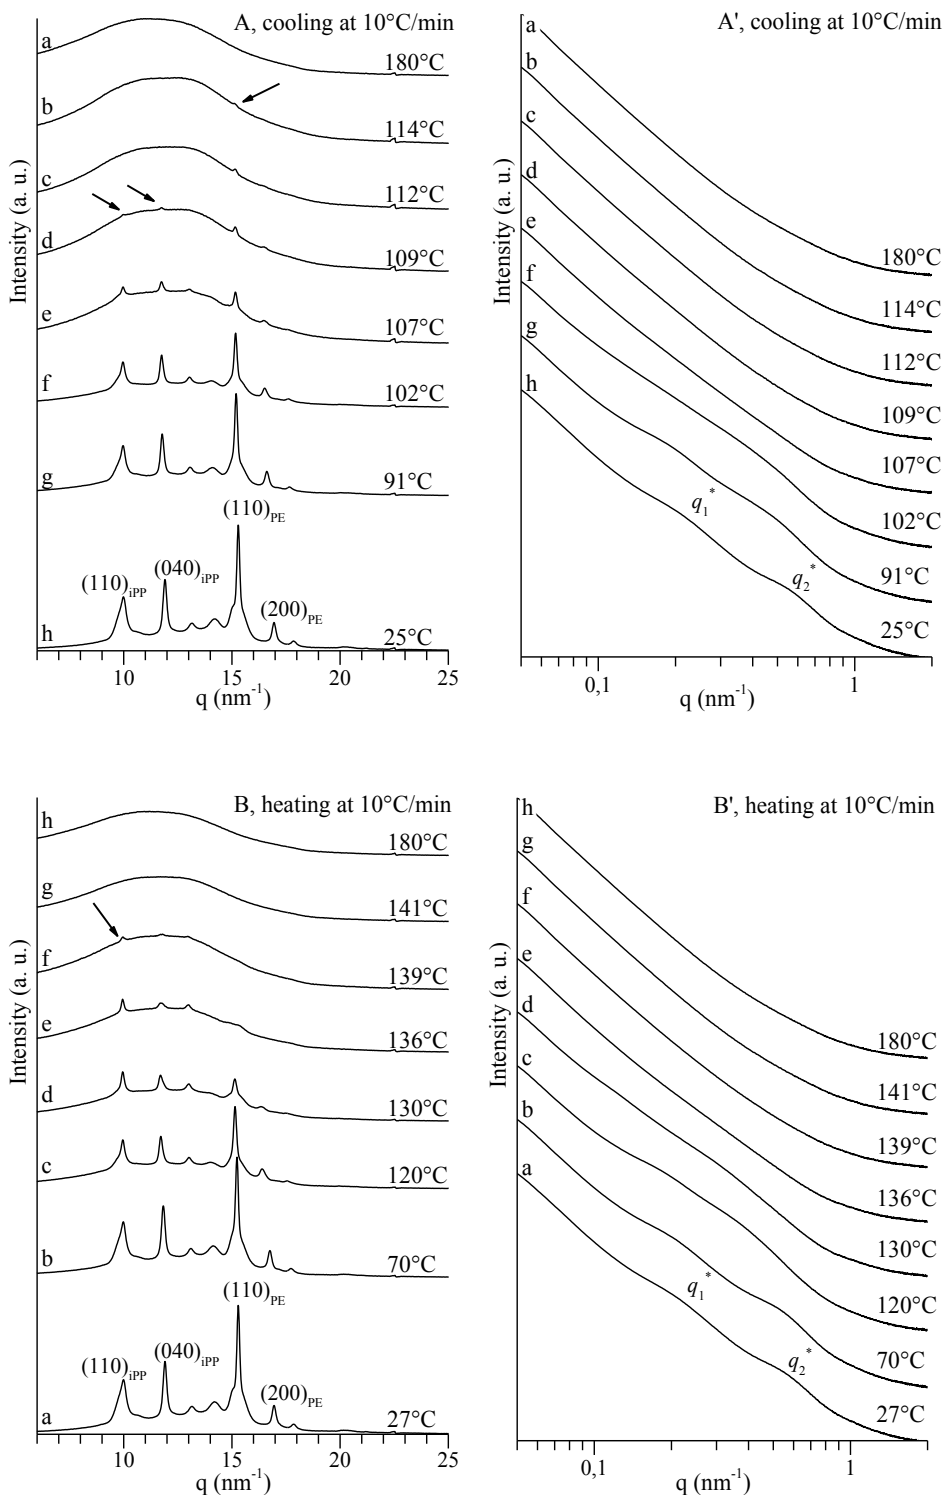 A, cooling at 10°C/min
a
180°C
b
114°C
c
112°C
d
109°C
e
107°C
f
102°C
g
91°C
(110)PE
(110)iPP
(040)iPP
(200)PE
h
25°C
Intensity (a. u.)
10
15
20
25
q (nm-1)
A', cooling at 10°C/min
a
b
c
d
e
f
g
h
180°C
114°C
112°C
109°C
107°C
102°C
91°C
25°C
q1*
q2*
Intensity (a. u.)
0,1
1
q (nm-1)
B, heating at 10°C/min
h
180°C
g
141°C
f
139°C
e
136°C
d
130°C
c
120°C
b
70°C
(110)PE
(110)iPP
(040)iPP
(200)PE
a
27°C
Intensity (a. u.)
10
15
20
25
q (nm-1)
B', heating at 10°C/min
h
g
f
e
d
c
b
a
180°C
141°C
139°C
136°C
130°C
120°C
70°C
27°C
q1*
q2*
Intensity (a. u.)
0,1
1
q (nm-1)